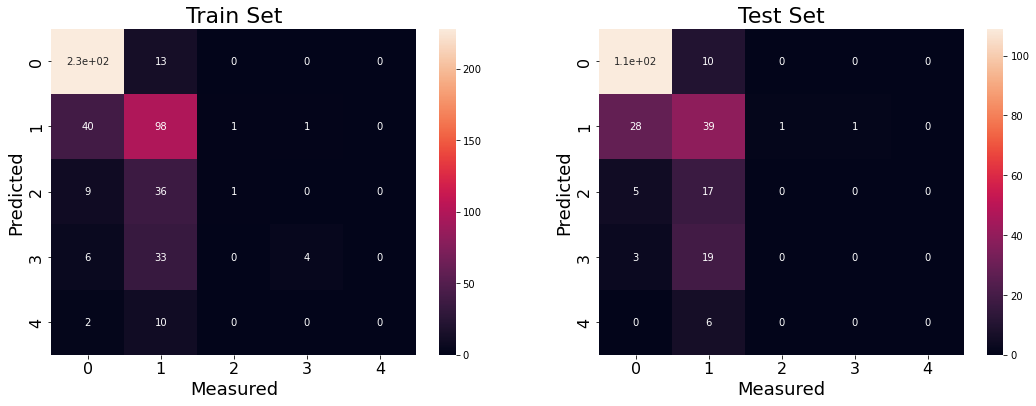 Train Set
Predicted
0 2.3e+02 13 0 0 0
1 40 98 1 1 0
2 9 36 1 0 0
3 6 33 0 4 0
4 2 10 0 0 0
0 1 2 3 4
Measured
200
150
100
50
0
Test Set
Predicted
0 1.1e+02 10 0 0 0
1 28 39 1 1 0
2 5 17 0 0 0
3 3 19 0 0 0
4 0 6 0 0 0
0 1 2 3 4
Measured
100
80
60
40
20
0